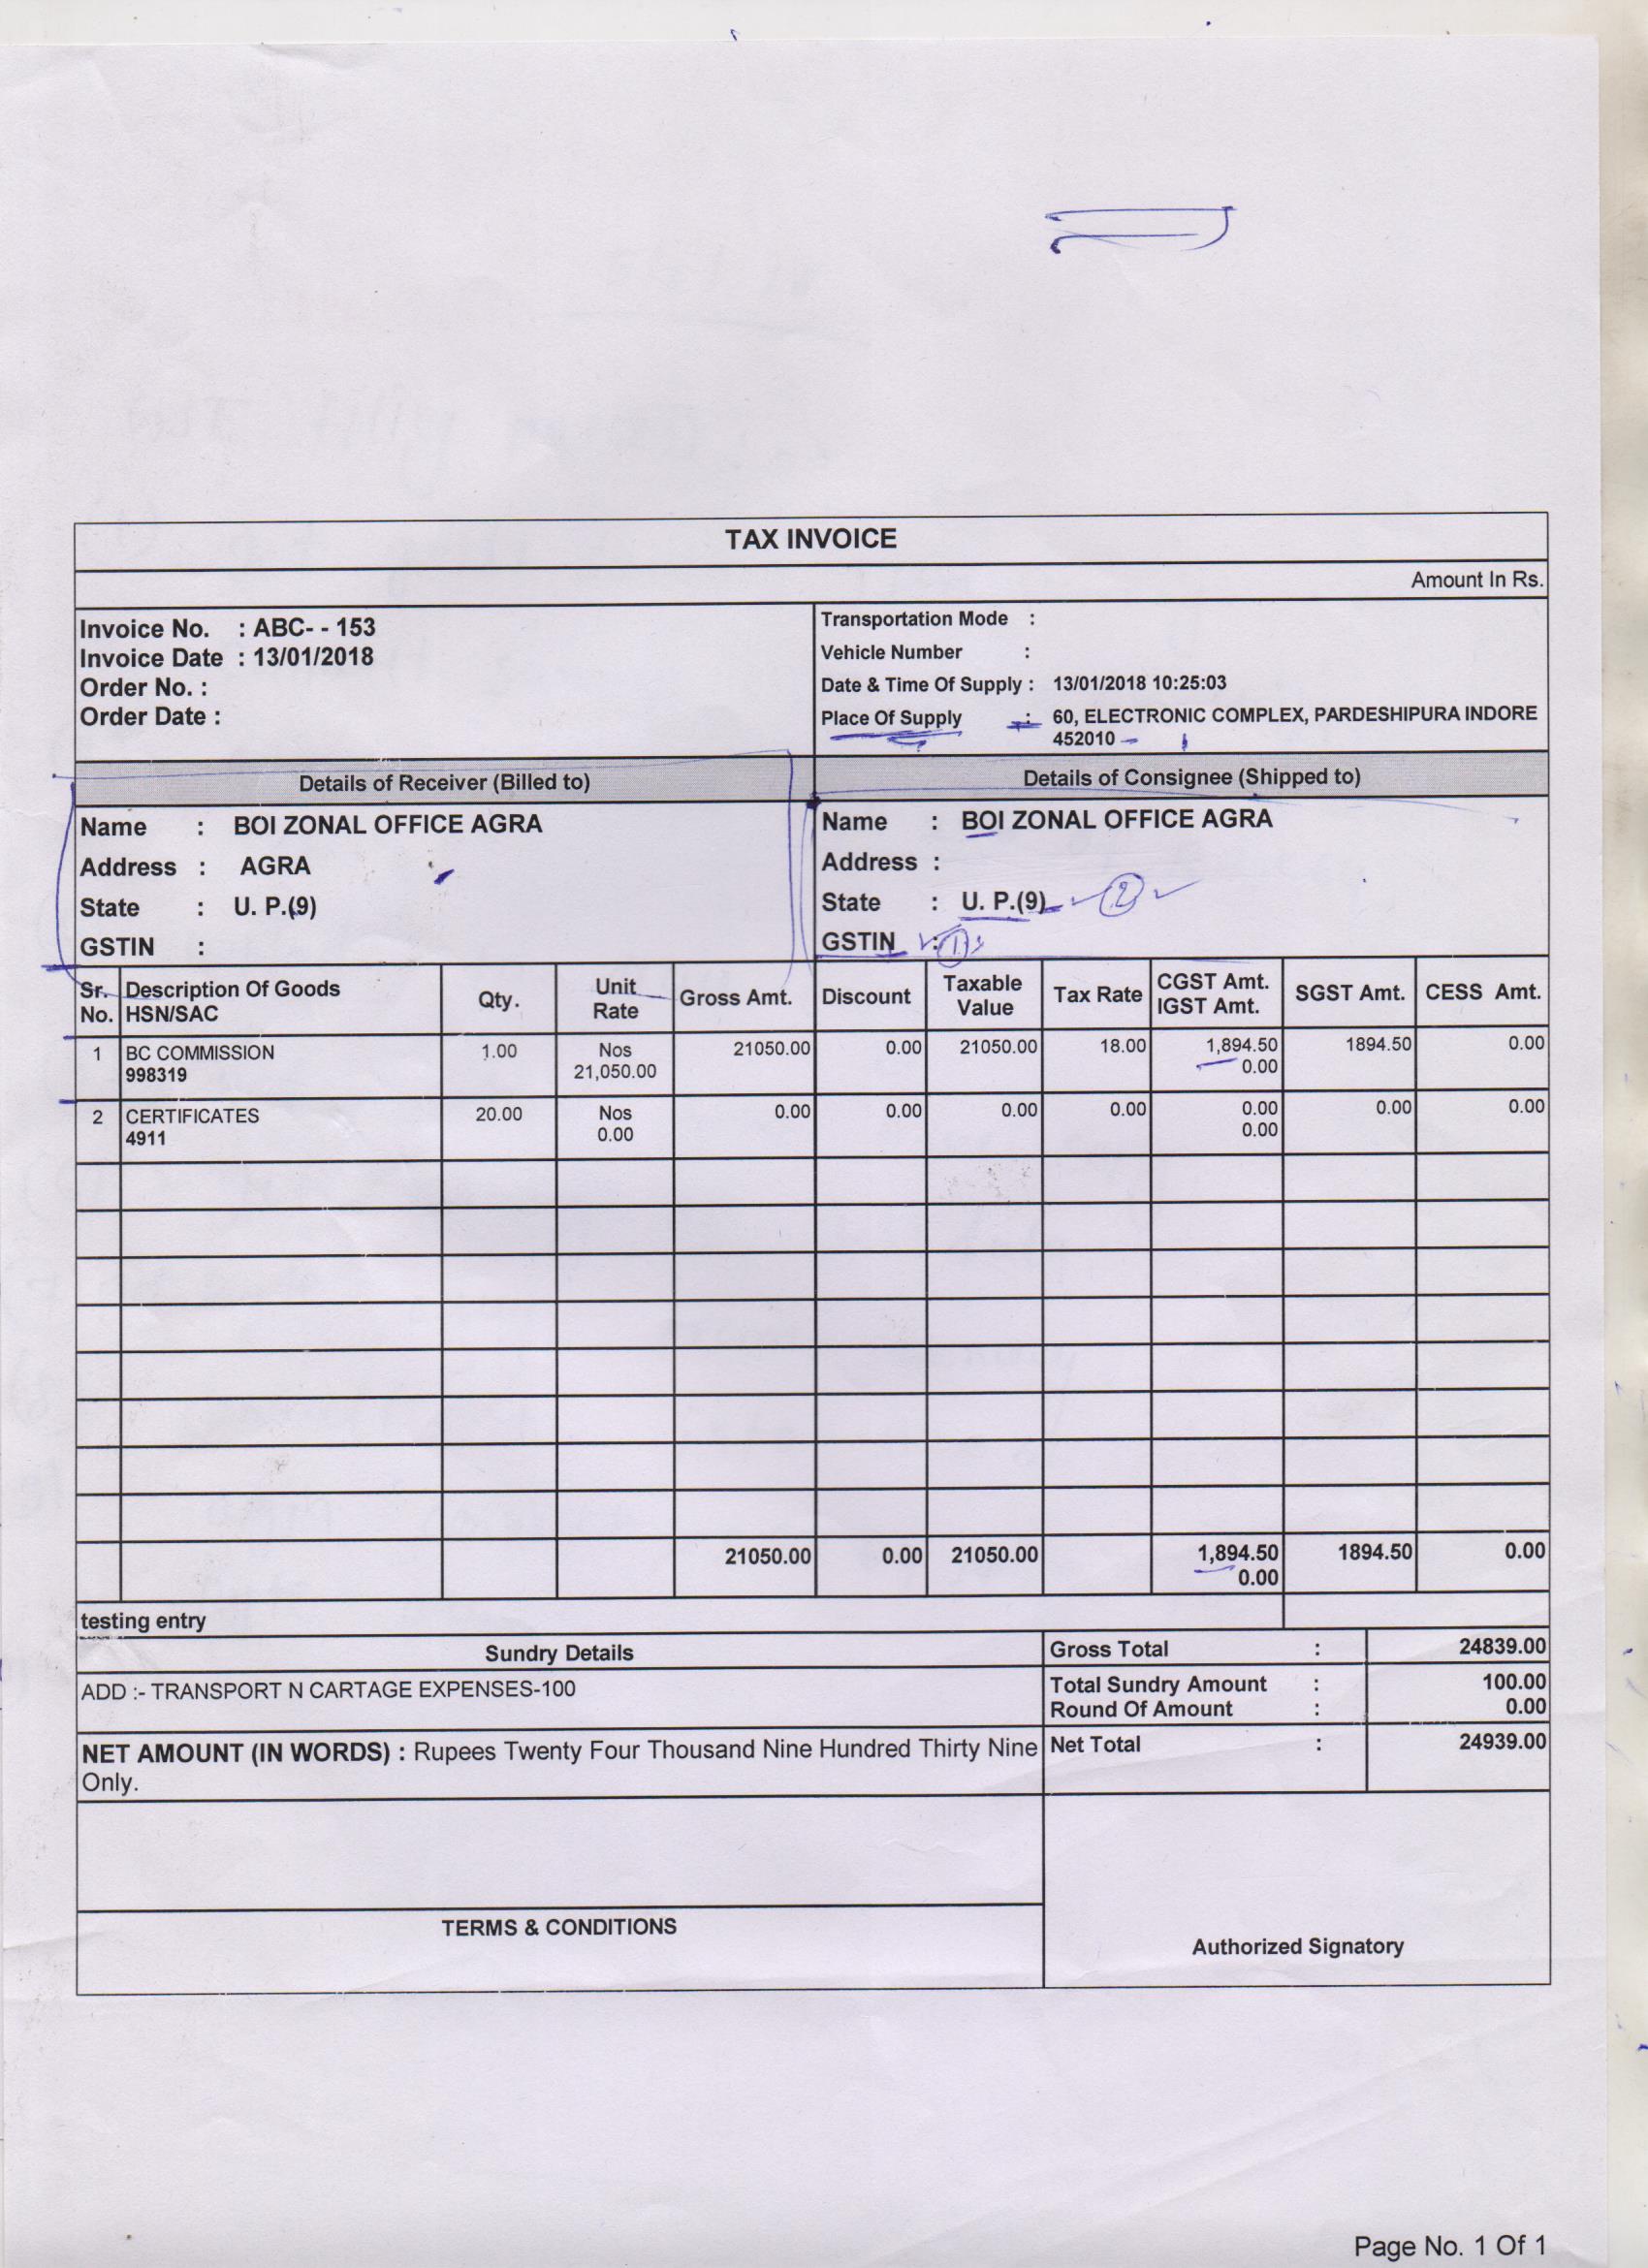 TAX INVOICE
Amount In Rs.
Invoice No. : ABC- - 153
Invoice Date : 13/01/2018
Order No. :
Order Date :
Transportation Mode :
Vehicle Number :
Date & Time Of Supply : 13/01/2018 10:25:03
Place Of Supply : 60, ELECTRONIC COMPLEX, PARDESHIPURA INDORE
452010
Details of Receiver (Billed to)
Name : BOI ZONAL OFFICE AGRA
Address : AGRA
State : U. P.(9)
GSTIN :
Details of Consignee (Shipped to)
Name : BOI ZONAL OFFICE AGRA
Address :
State : U. P.(9) 2
GSTIN : 1
Sr. No. Description Of Goods HSN/SAC Qty. Unit Rate Gross Amt. Discount Taxable Value Tax Rate CGST Amt. IGST Amt. SGST Amt. CESS Amt.
1 BC COMMISSION 1.00 Nos 21050.00 0.00 21050.00 18.00 1,894.50 1894.50 0.00
998319 21,050.00 0.00
2 CERTIFICATES 20.00 Nos 0.00 0.00 0.00 0.00 0.00 0.00 0.00
4911 0.00 0.00
21050.00 0.00 21050.00 1,894.50 1894.50 0.00
0.00
testing entry
Sundry Details
ADD :- TRANSPORT N CARTAGE EXPENSES-100
Gross Total : 24839.00
Total Sundry Amount : 100.00
Round Of Amount : 0.00
NET AMOUNT (IN WORDS) : Rupees Twenty Four Thousand Nine Hundred Thirty Nine
Only.
Net Total : 24939.00
TERMS & CONDITIONS
Authorized Signatory
Page No. 1 Of 1